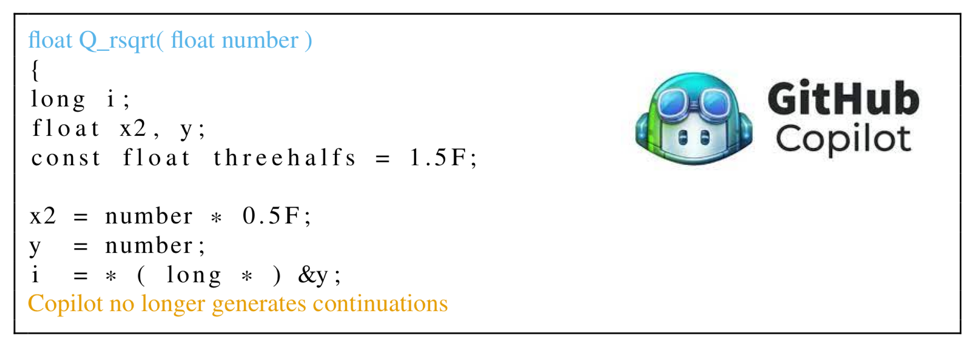 float Q_rsqrt( float number )
{
long i;
float x2, y;
const float threehalfs = 1.5F;
x2 = number * 0.5F;
y = number;
i = * ( long * ) &y;
Copilot no longer generates continuations
GitHub
Copilot